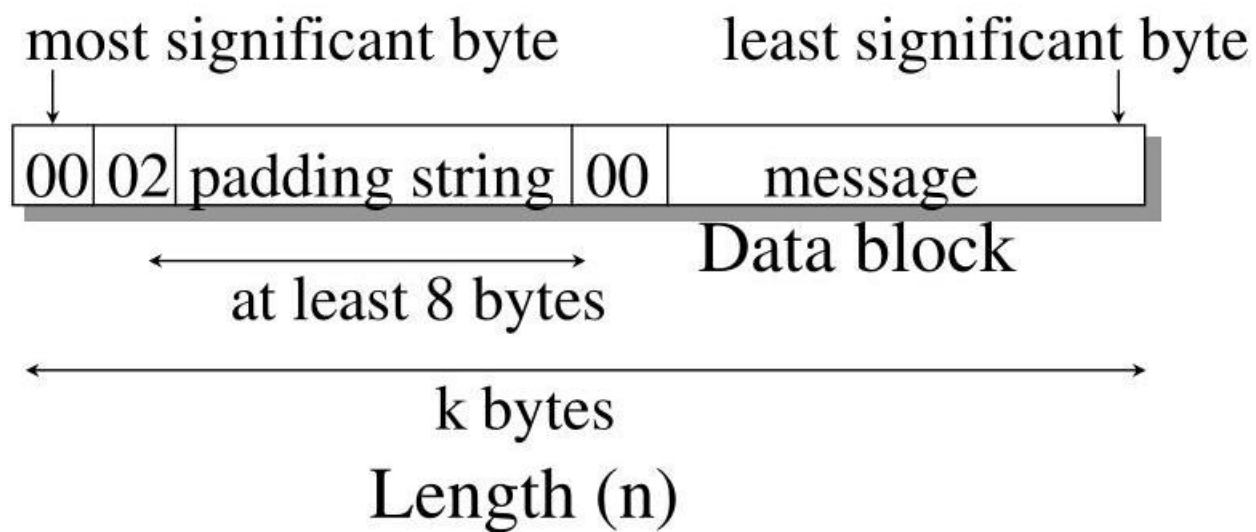 most significant byte least significant byte
00 02 padding string 00 message
Data block
at least 8 bytes
k bytes
Length (n)